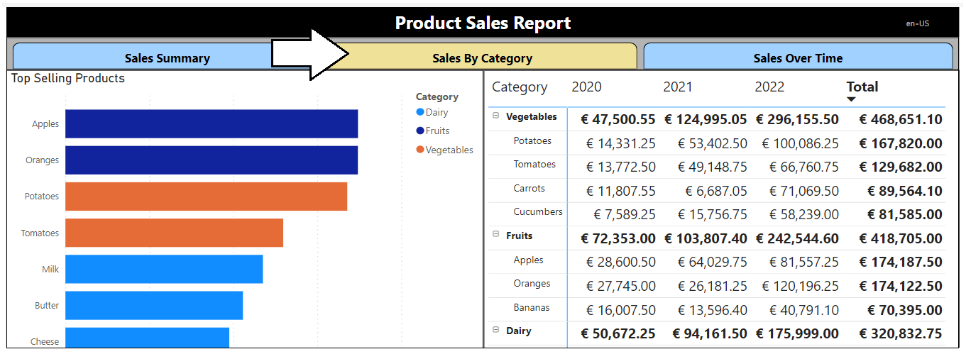 Product Sales Report
en-US
Sales Summary
Sales By Category
Sales Over Time
Top Selling Products
Category
Dairy
Fruits
Vegetables
Apples
Oranges
Potatoes
Tomatoes
Milk
Butter
Cheese
Category 2020 2021 2022 Total
Vegetables € 47,500.55 € 124,995.05 € 296,155.50 € 468,651.10
Potatoes € 14,331.25 € 53,402.50 € 100,086.25 € 167,820.00
Tomatoes € 13,772.50 € 49,148.75 € 66,760.75 € 129,682.00
Carrots € 11,807.55 € 6,687.05 € 71,069.50 € 89,564.10
Cucumbers € 7,589.25 € 15,756.75 € 58,239.00 € 81,585.00
Fruits € 72,353.00 € 103,807.40 € 242,544.60 € 418,705.00
Apples € 28,600.50 € 64,029.75 € 81,557.25 € 174,187.50
Oranges € 27,745.00 € 26,181.25 € 120,196.25 € 174,122.50
Bananas € 16,007.50 € 13,596.40 € 40,791.10 € 70,395.00
Dairy € 50,672.25 € 94,161.50 € 175,999.00 € 320,832.75